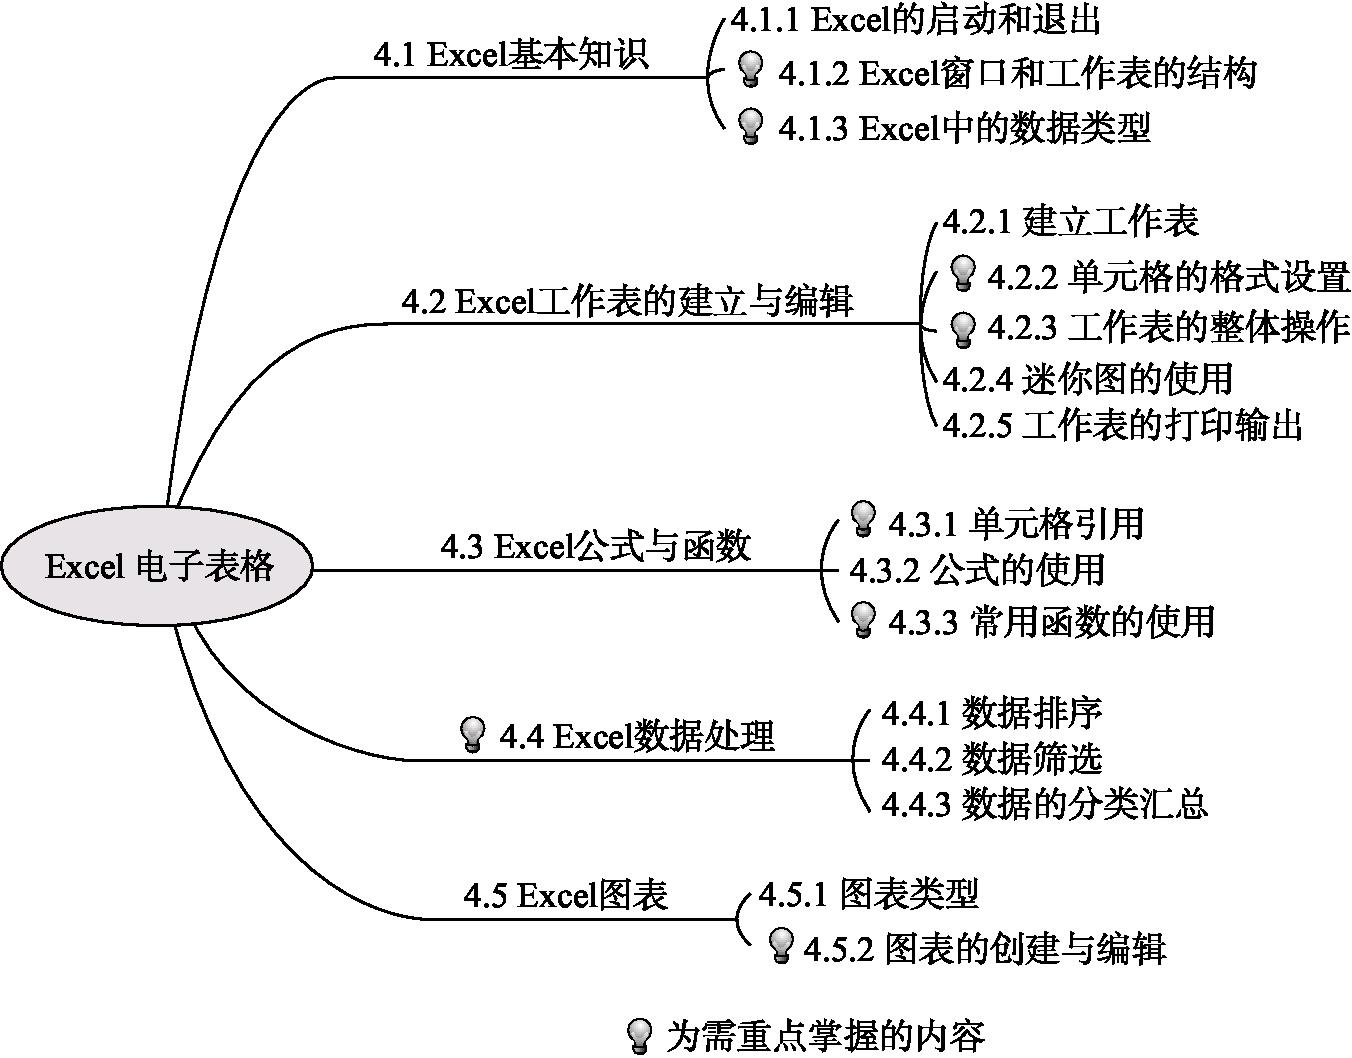 Excel 电子表格
4.1 Excel基本知识
4.1.1 Excel的启动和退出
4.1.2 Excel窗口和工作表的结构
4.1.3 Excel中的数据类型
4.2 Excel工作表的建立与编辑
4.2.1 建立工作表
4.2.2 单元格的格式设置
4.2.3 工作表的整体操作
4.2.4 迷你图的使用
4.2.5 工作表的打印输出
4.3 Excel公式与函数
4.3.1 单元格引用
4.3.2 公式的使用
4.3.3 常用函数的使用
4.4 Excel数据处理
4.4.1 数据排序
4.4.2 数据筛选
4.4.3 数据的分类汇总
4.5 Excel图表
4.5.1 图表类型
4.5.2 图表的创建与编辑
为需重点掌握的内容